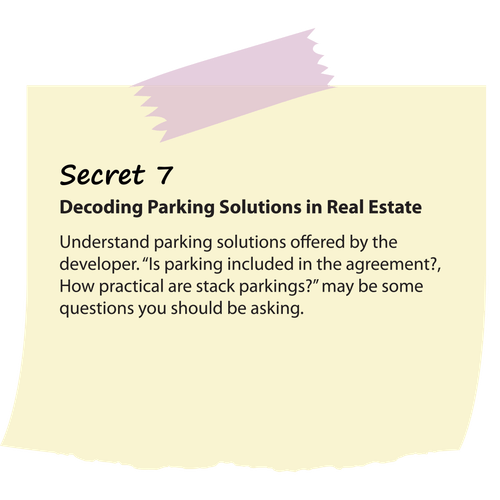 Secret 7
Decoding Parking Solutions in Real Estate
Understand parking solutions offered by the
developer. “Is parking included in the agreement?,
How practical are stack parkings?” may be some
questions you should be asking.